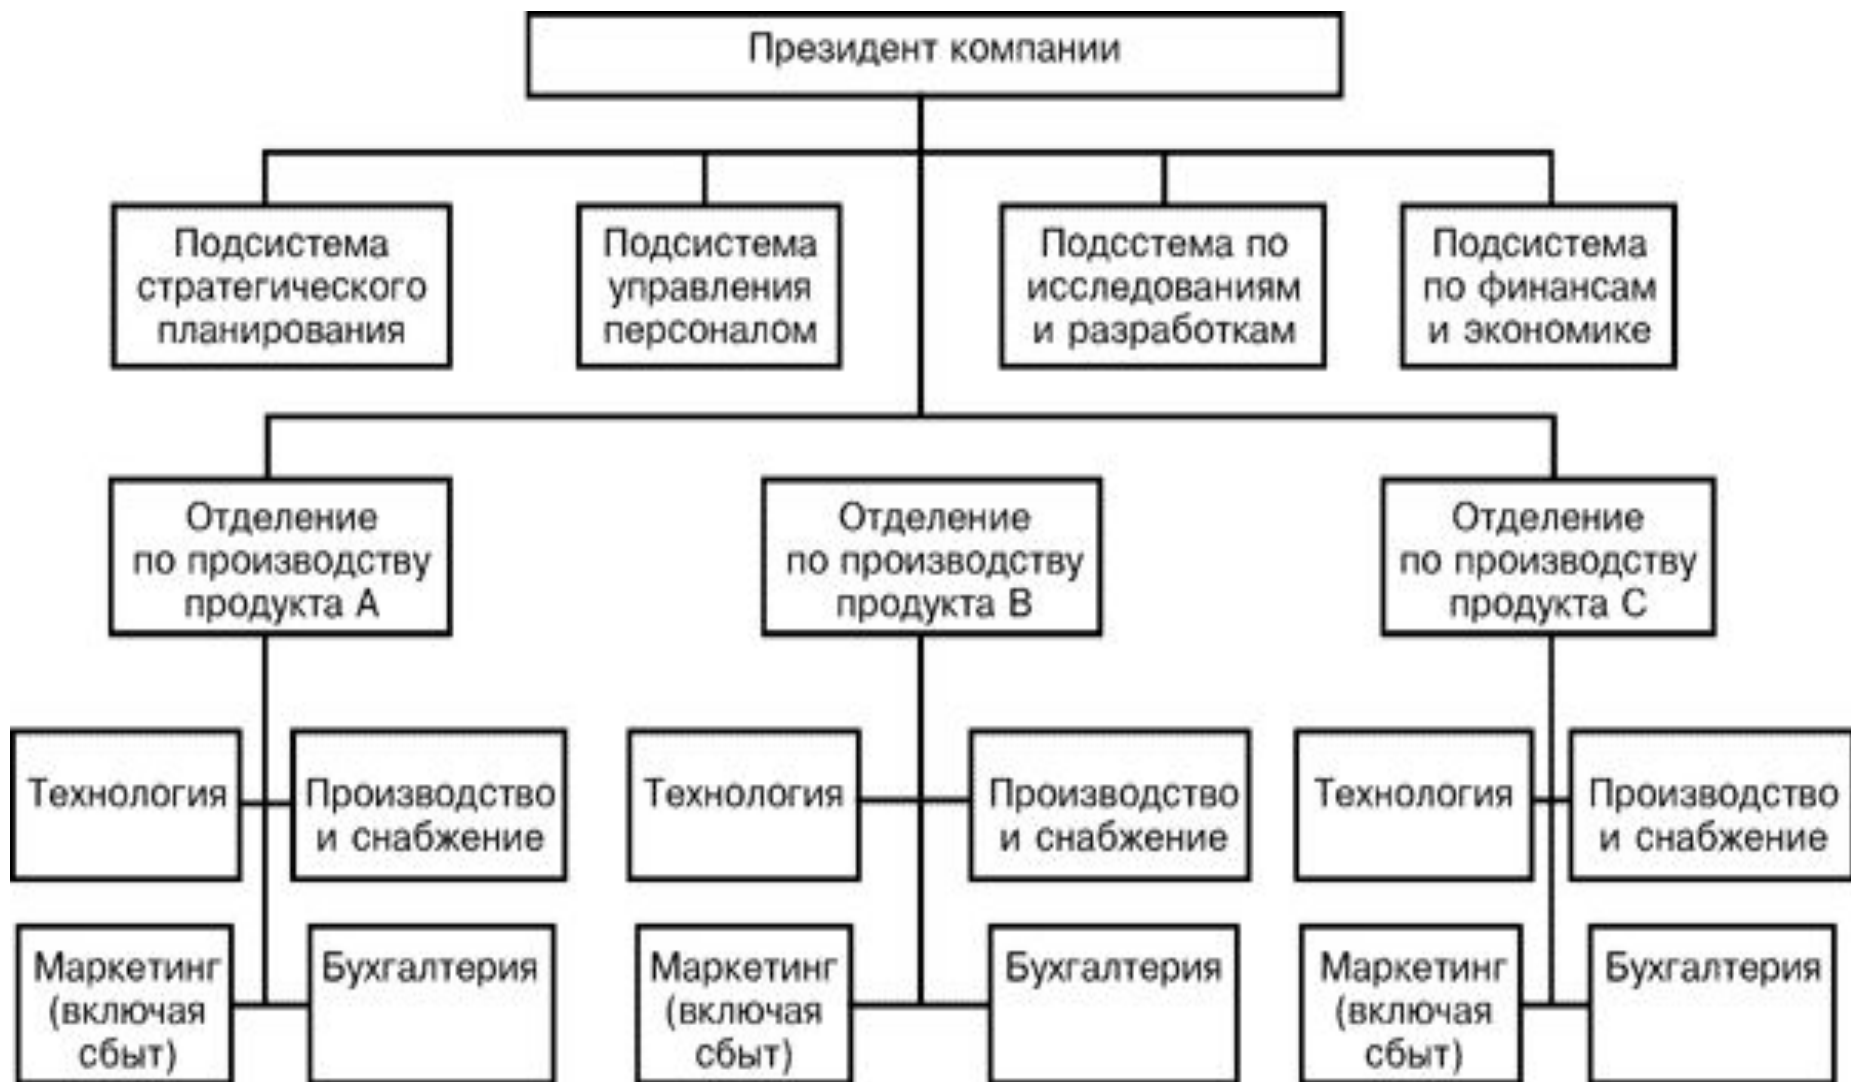 Президент компании
Подсистема
стратегического
планирования
Подсистема
управления
персоналом
Подсстема по
исследованиям
и разработкам
Подсистема
по финансам
и экономике
Отделение
по производству
продукта А
Отделение
по производству
продукта В
Отделение
по производству
продукта С
Технология
Производство
и снабжение
Технология
Производство
и снабжение
Технология
Производство
и снабжение
Маркетинг
(включая
сбыт)
Бухгалтерия
Маркетинг
(включая
сбыт)
Бухгалтерия
Маркетинг
(включая
сбыт)
Бухгалтерия